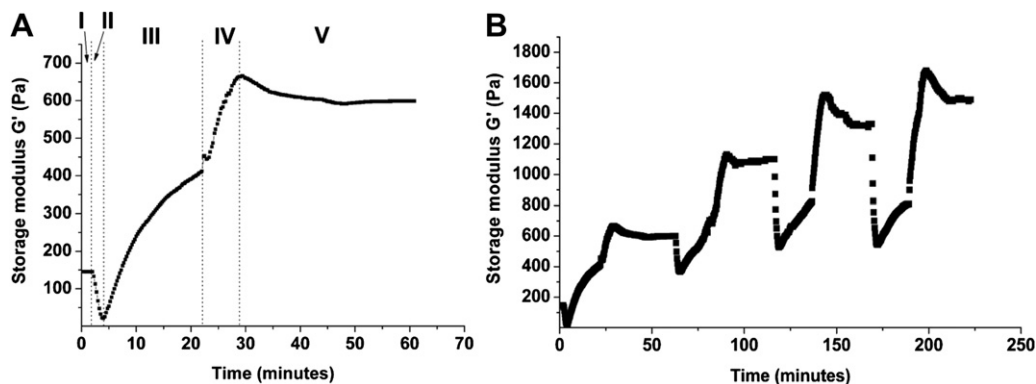 A
I II III IV V
Storage modulus G' (Pa)
700
600
500
400
300
200
100
0 10 20 30 40 50 60 70
Time (minutes)
B
Storage modulus G' (Pa)
1800
1600
1400
1200
1000
800
600
400
200
0 50 100 150 200 250
Time (minutes)